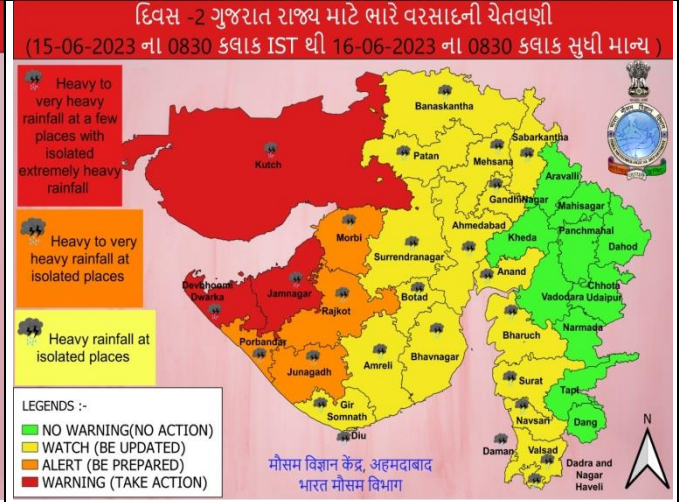 દિવસ -2 ગુજરાત રાજ્ય માટે ભારે વરસાદની ચેતવણી
(15-06-2023 ના 0830 કલાક IST થી 16-06-2023 ના 0830 કલાક સુધી માન્ય )
Heavy to
very heavy
rainfall at a few
places with
isolated
extremely heavy
rainfall
Heavy to very
heavy rainfall at
isolated places
Heavy rainfall at
isolated places
LEGENDS :-
NO WARNING(NO ACTION)
WATCH (BE UPDATED)
ALERT (BE PREPARED)
WARNING (TAKE ACTION)
Banaskantha
Sabarkantha
Patan
Mehsana
Kutch
Aravalli
GandhiNagar
Mahisagar
Ahmedabad
Morbi
Kheda
Panchmahal
Dahod
Surrendranagar
Anand
Devbhoomi
Dwarka
Jamnagar
Chhota
Udaipur
Vadodara
Rajkot
Botad
Narmada
Bharuch
Porbandar
Junagadh
Amreli
Bhavnagar
Surat
Tapi
Gir
Somnath
Navsari
Dang
Diu
Daman
Valsad
Dadra and
Nagar
Haveli
N
मौसम विज्ञान केंद्र, अहमदाबाद
भारत मौसम विभाग